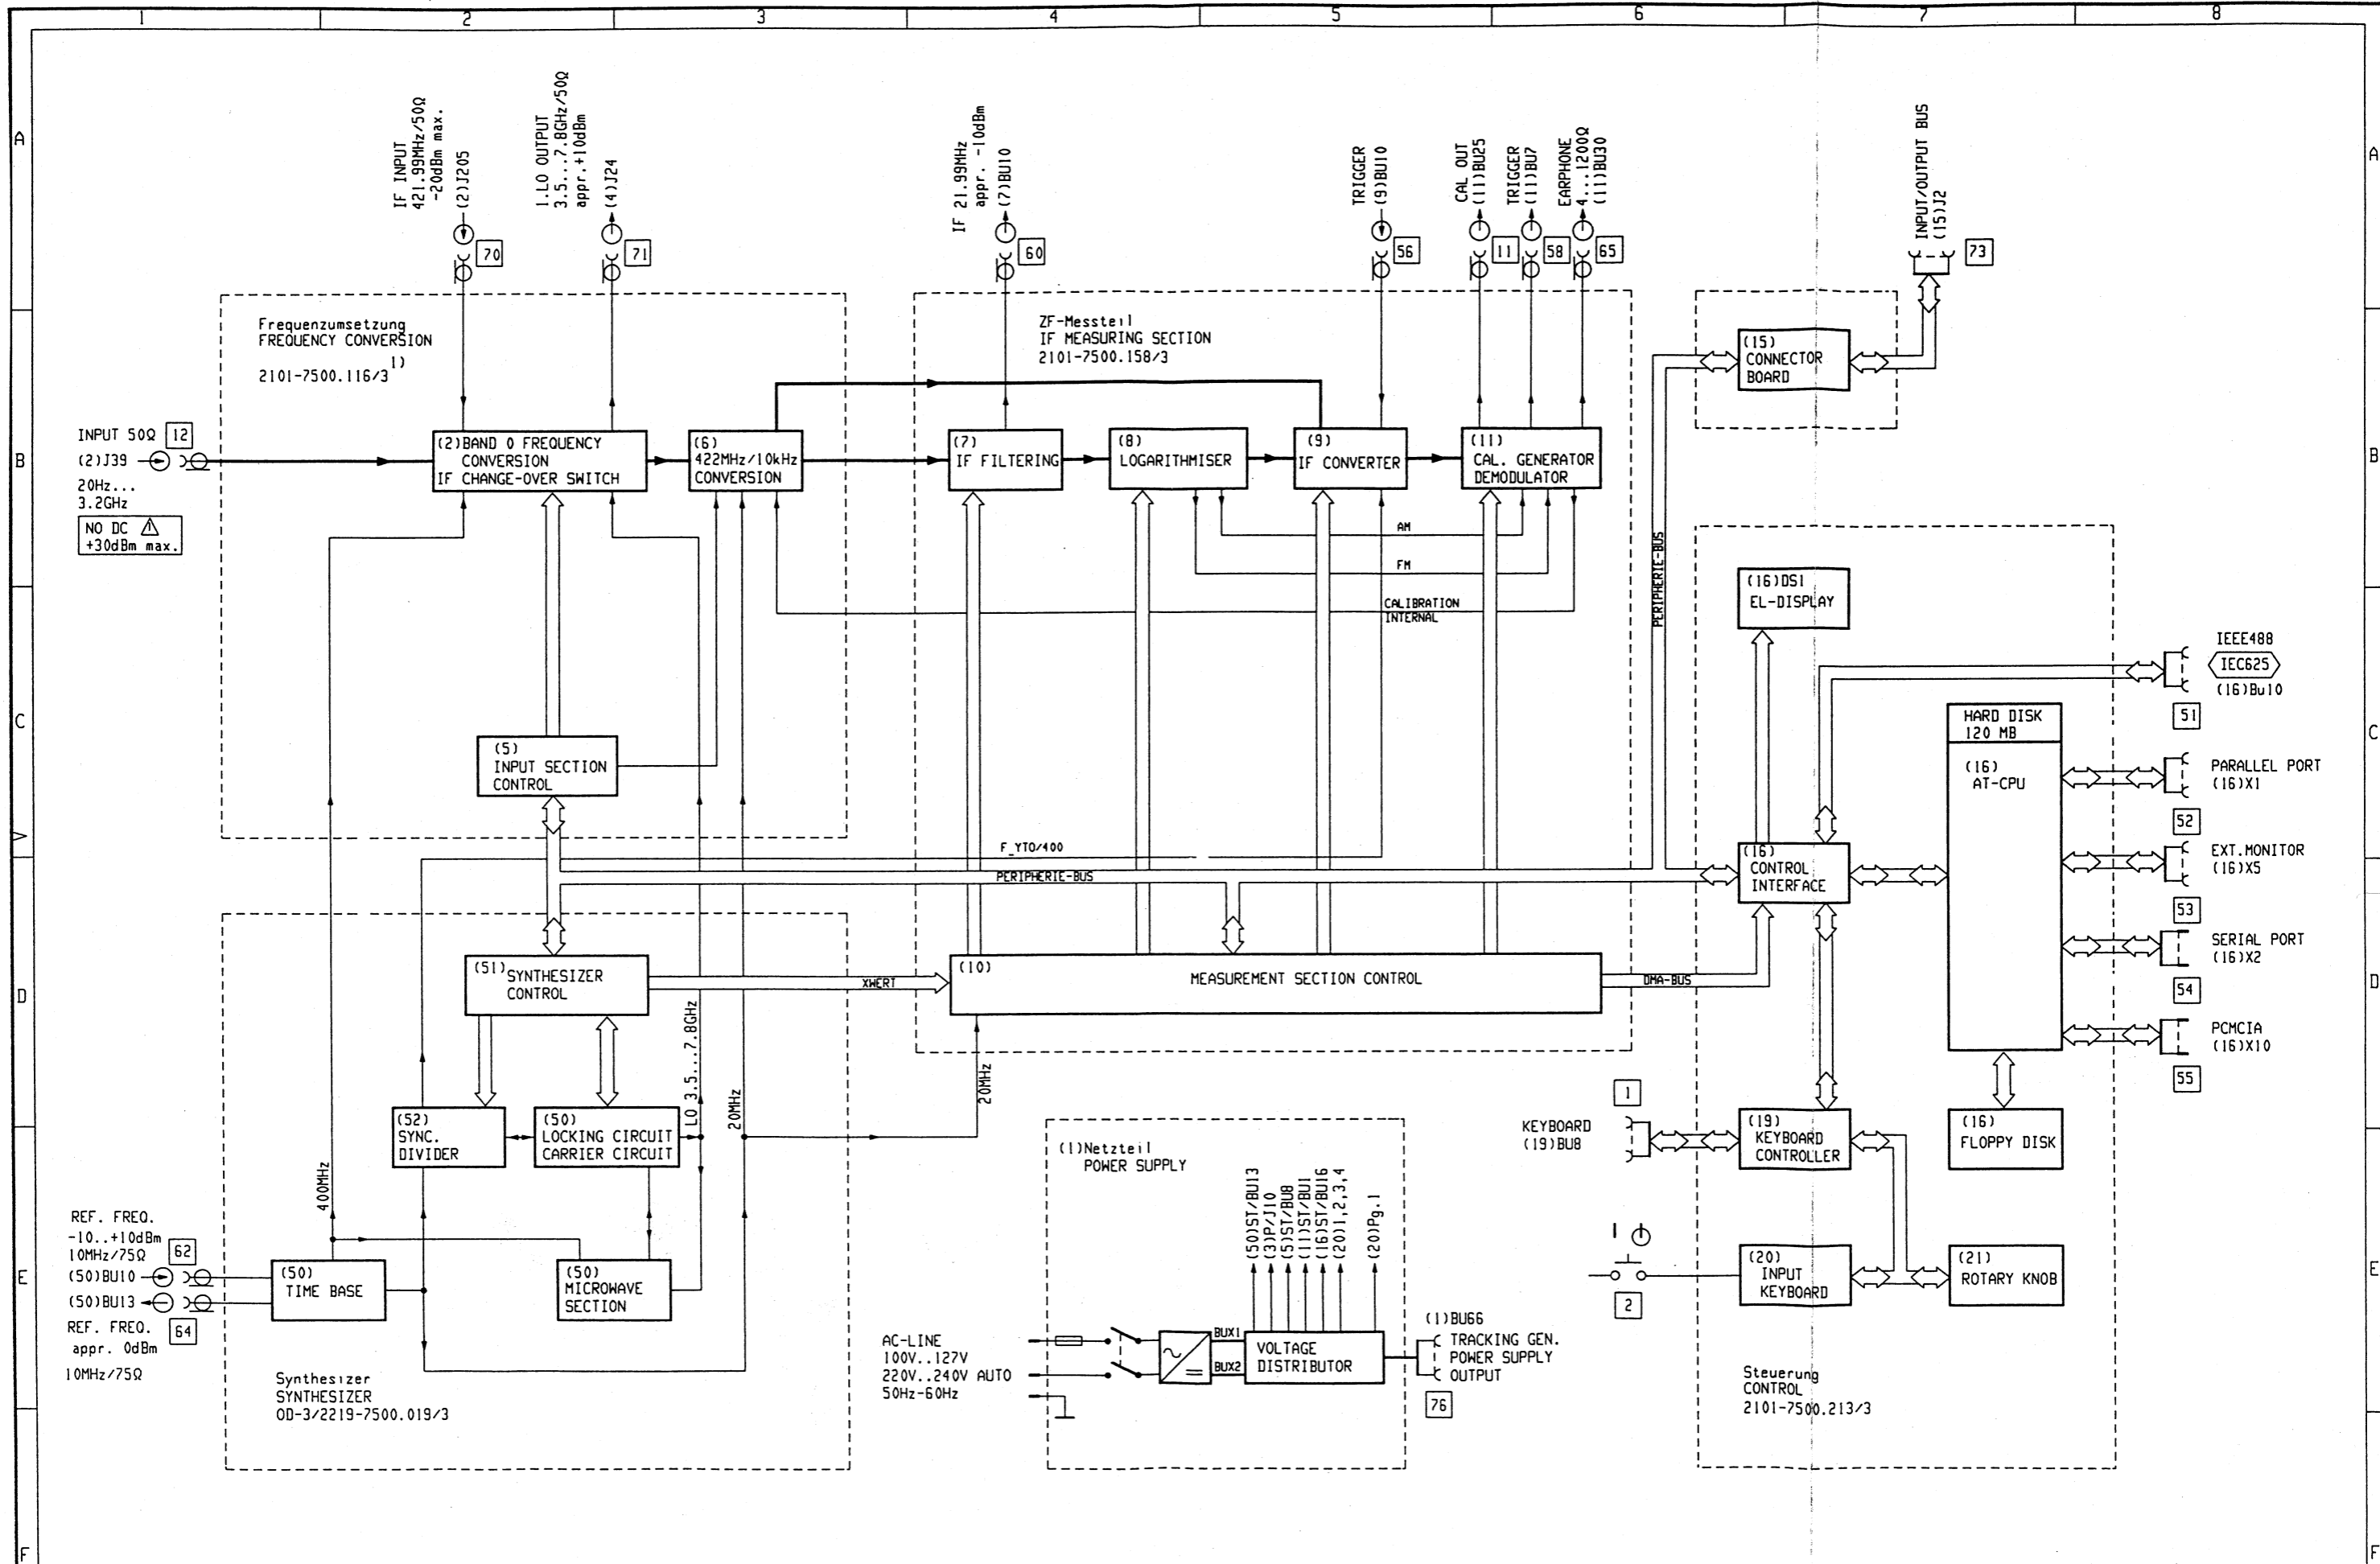 1 2 3 4 5 6 7 8
A
B
C
D
E
F
A
B
C
D
E
F
IF INPUT
421.99MHz/50Ω
-20dBm max.
(2)J205
70
1.LO OUTPUT
3.5...7.8GHz/50Ω
appr.+10dBm
(4)J24
71
IF 21.99MHz
appr. -10dBm
(7)BU10
60
TRIGGER
(9)BU10
56
CAL OUT
(11)BU25
11
TRIGGER
(11)BU7
58
EARPHONE
4...1200Ω
(11)BU30
65
INPUT/OUTPUT BUS
(15)J2
73
Frequenzumsetzung
FREQUENCY CONVERSION
2101-7500.116/3 1)
ZF-Messteil
IF MEASURING SECTION
2101-7500.158/3
(15)
CONNECTOR
BOARD
INPUT 50Ω 12
(2)J39
20Hz...
3.2GHz
NO DC
+30dBm max.
(2)BAND 0 FREQUENCY
CONVERSION
IF CHANGE-OVER SWITCH
(6)
422MHz/10kHz
CONVERSION
(7)
IF FILTERING
(8)
LOGARITHMISER
(9)
IF CONVERTER
(11)
CAL. GENERATOR
DEMODULATOR
AM
FM
CALIBRATION
INTERNAL
PERIPHERIE-BUS
(16)DS1
EL-DISPLAY
IEEE488
IEC625
(16)Bu10
51
HARD DISK
120 MB
(16)
AT-CPU
PARALLEL PORT
(16)X1
52
(5)
INPUT SECTION
CONTROL
F_YTO/400
PERIPHERIE-BUS
(16)
CONTROL
INTERFACE
EXT.MONITOR
(16)X5
53
SERIAL PORT
(16)X2
54
PCMCIA
(16)X10
55
(51)SYNTHESIZER
CONTROL
XWERT
(10)
MEASUREMENT SECTION CONTROL
DMA-BUS
LO 3.5...7.8GHz
20MHz
20MHz
400MHz
(52)
SYNC.
DIVIDER
(50)
LOCKING CIRCUIT
CARRIER CIRCUIT
1
KEYBOARD
(19)BU8
(19)
KEYBOARD
CONTROLLER
(16)
FLOPPY DISK
(1)Netzteil
POWER SUPPLY
(50)ST/BU13
(3)P/J10
(5)ST/BU8
(11)ST/BU1
(16)ST/BU16
(20)1,2,3,4
(20)Pg.1
REF. FREQ.
-10..+10dBm
10MHz/75Ω 62
(50)BU10
(50)BU13
REF. FREQ. 64
appr. 0dBm
10MHz/75Ω
(50)
TIME BASE
(50)
MICROWAVE
SECTION
2
(20)
INPUT
KEYBOARD
(21)
ROTARY KNOB
Synthesizer
SYNTHESIZER
OD-3/2219-7500.019/3
AC-LINE
100V..127V
220V..240V AUTO
50Hz-60Hz
BUX1
BUX2
VOLTAGE
DISTRIBUTOR
(1)BU66
TRACKING GEN.
POWER SUPPLY
OUTPUT
76
Steuerung
CONTROL
2101-7500.213/3